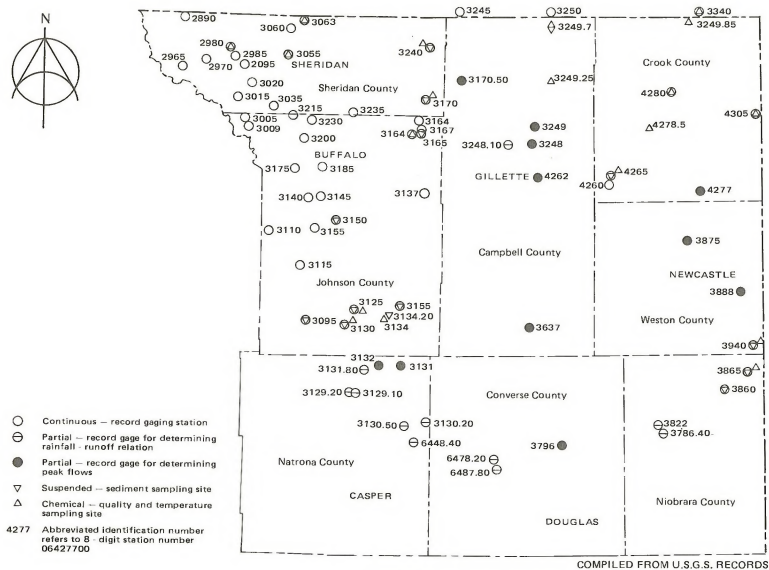 N
2890
3063
3060
3245
3250
3340
3249.85
3249.7
2980
2985
3055
3240
2965
2970
2095
SHERIDAN
Crook County
3170.50
3249.25
3020
Sheridan County
4280
3015
3035
3170
3215
3235
4305
3005
3230
3164
3009
3249
4278.5
3164
3167
3200
3165
3248.10
3248
BUFFALO
3175
3185
GILLETTE
4262
4265
4260
3140
3145
3137
4277
3150
3110
3155
3875
Campbell County
3115
NEWCASTLE
Johnson County
3888
3125
3155
3134.20
3095
3130
3134
3637
Weston County
3940
3132
3131.80
3131
3865
3129.20
3129.10
Converse County
3860
3130.50
3130.20
3822
3786.40
6448.40
3796
Natrona County
6478.20
6487.80
CASPER
Niobrara County
DOUGLAS
Continuous – record gaging station
Partial – record gage for determining
rainfall - runoff relation
Partial – record gage for determining
peak flows
Suspended – sediment sampling site
Chemical – quality and temperature
sampling site
4277 Abbreviated identification number
refers to 8 - digit station number
06427700
COMPILED FROM U.S.G.S. RECORDS